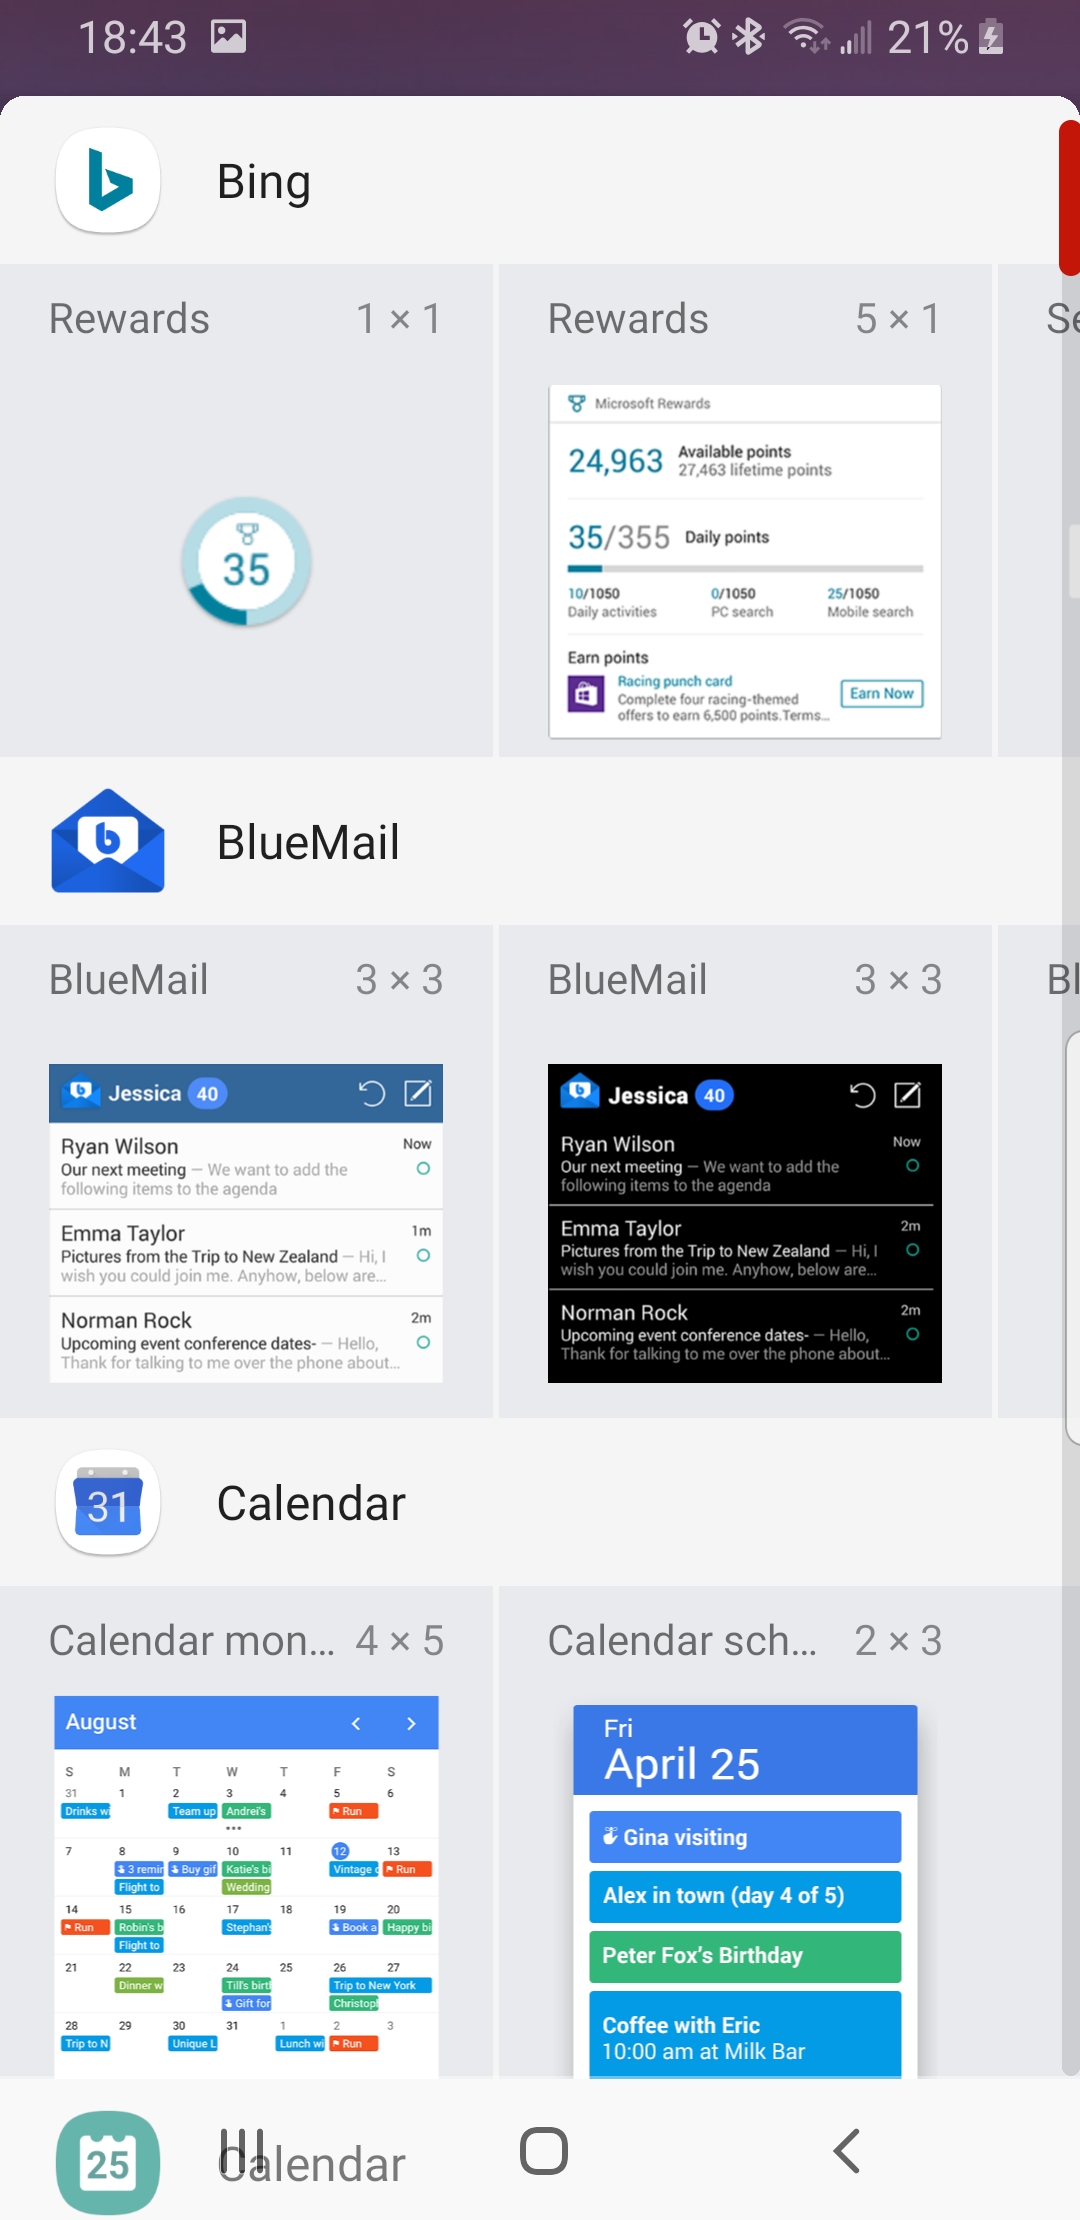 18:43 21%
Bing
Rewards 1 × 1 Rewards 5 × 1 Se
Microsoft Rewards
24,963 Available points
27,463 lifetime points
35/355 Daily points
10/1050 0/1050 25/1050
Daily activities PC search Mobile search
Earn points
Racing punch card
Complete four racing-themed
offers to earn 6,500 points.Terms...
Earn Now
35
BlueMail
BlueMail 3 × 3 BlueMail 3 × 3 Bl
Jessica 40
Ryan Wilson Now
Our next meeting – We want to add the
following items to the agenda
Emma Taylor 1m
Pictures from the Trip to New Zealand – Hi, I
wish you could join me. Anyhow, below are...
Norman Rock 2m
Upcoming event conference dates- – Hello,
Thank for talking to me over the phone about...
Jessica 40
Ryan Wilson Now
Our next meeting – We want to add the
following items to the agenda
Emma Taylor 2m
Pictures from the Trip to New Zealand – Hi, I
wish you could join me. Anyhow, below are...
Norman Rock 2m
Upcoming event conference dates- – Hello,
Thank for talking to me over the phone about...
31 Calendar
Calendar mon... 4 × 5 Calendar sch... 2 × 3
August
S M T W T F S
31 1 2 3 4 5 6
Drinks wi Team up Andrei's Run
7 8 9 10 11 12 13
3 remin Buy gif Katie's bi Vintage c Run
Flight to Wedding
14 15 16 17 18 19 20
Run Robin's b Stephan's Book a Happy bi
Flight to
21 22 23 24 25 26 27
Dinner w Till's birth Trip to New York
Gift for Christoph
28 29 30 31 1 2 3
Trip to N Unique L Lunch wi Run
Fri
April 25
Gina visiting
Alex in town (day 4 of 5)
Peter Fox's Birthday
Coffee with Eric
10:00 am at Milk Bar
25 Calendar